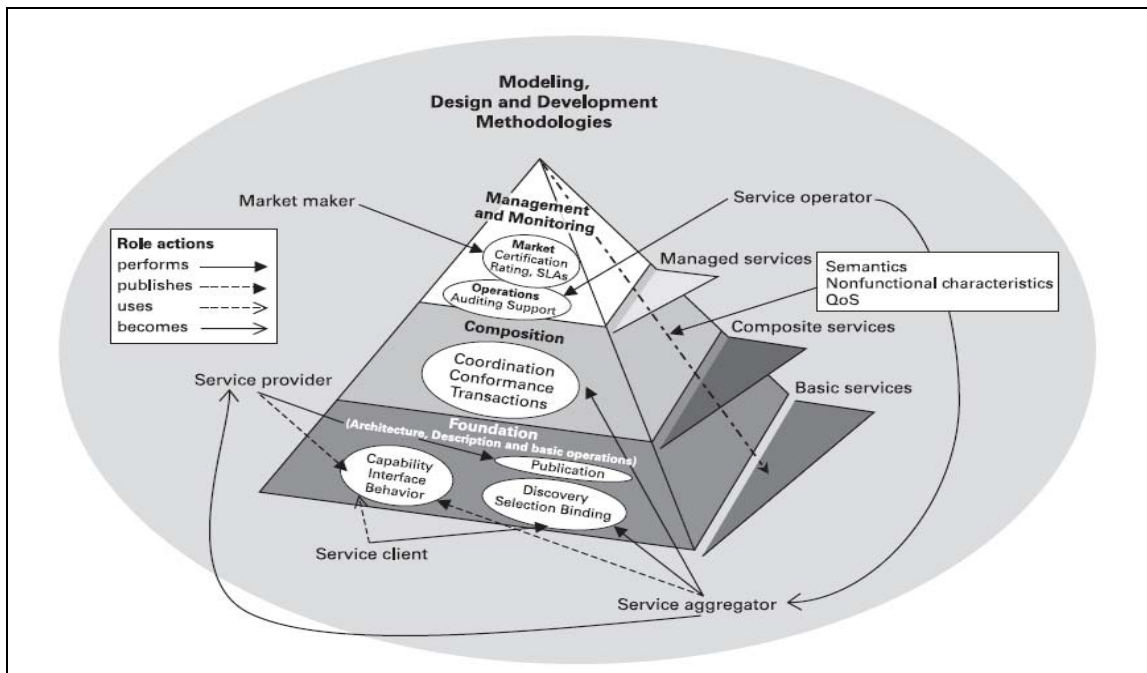 Modeling,
Design and Development
Methodologies
Market maker
Service operator
Management
and Monitoring
Role actions
performs
publishes
uses
becomes
Market
Certification
Rating, SLAs
Managed services
Semantics
Nonfunctional characteristics
QoS
Operations
Auditing Support
Composition
Composite services
Coordination
Conformance
Transactions
Service provider
Basic services
Foundation
(Architecture, Description and basic operations)
Publication
Capability
Interface
Behavior
Discovery
Selection Binding
Service client
Service aggregator